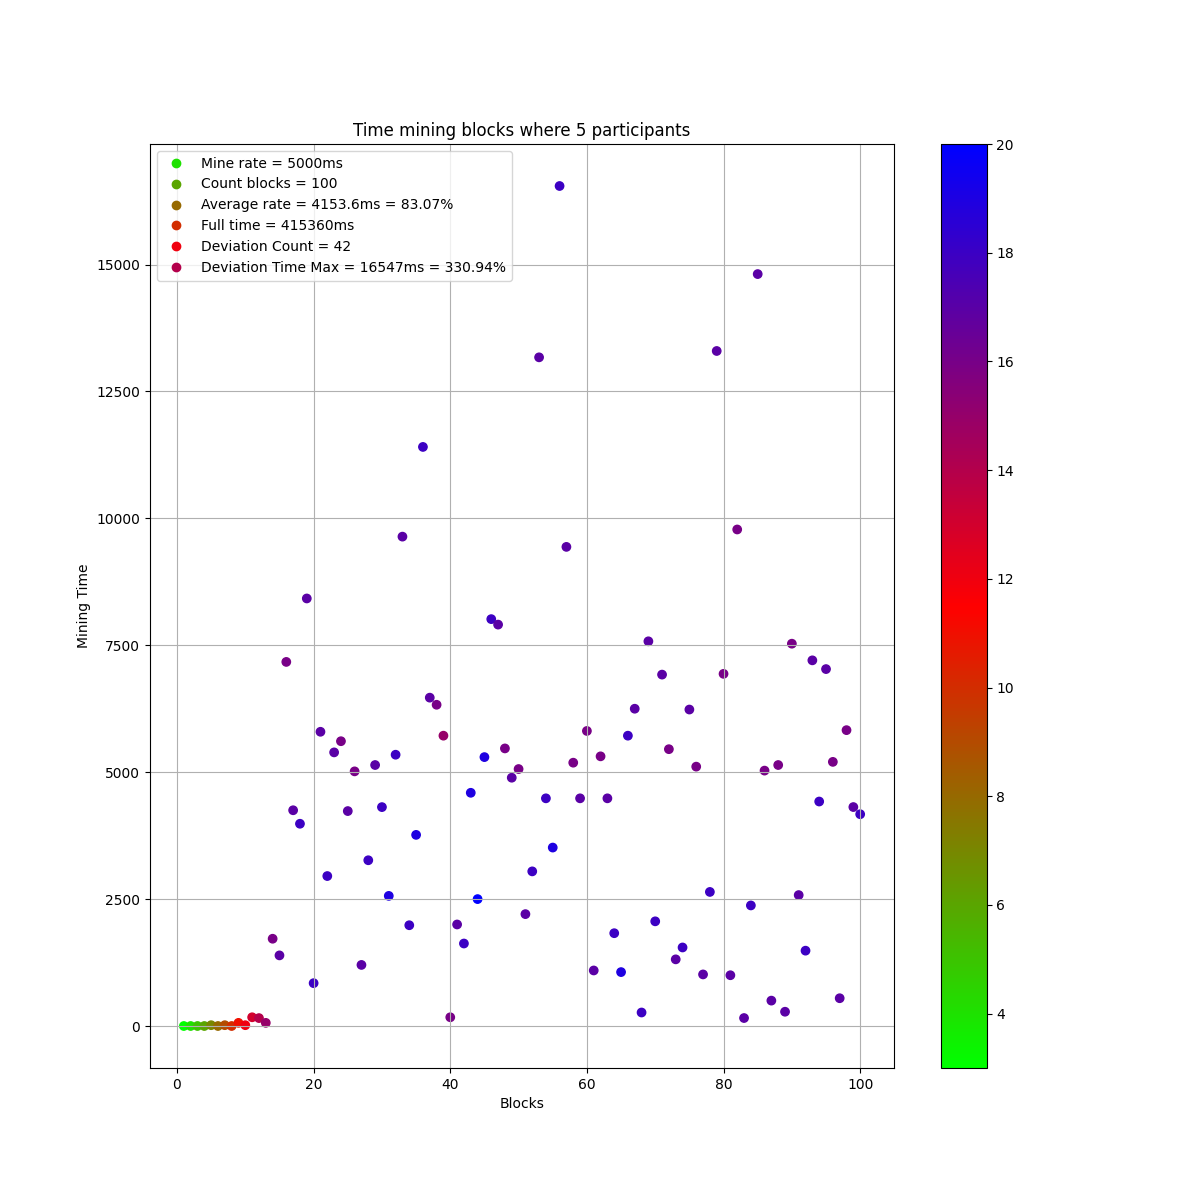 Time mining blocks where 5 participants
Mine rate = 5000ms
Count blocks = 100
Average rate = 4153.6ms = 83.07%
Full time = 415360ms
Deviation Count = 42
Deviation Time Max = 16547ms = 330.94%
15000
12500
10000
7500
5000
2500
0
Mining Time
0 20 40 60 80 100
Blocks
20
18
16
14
12
10
8
6
4